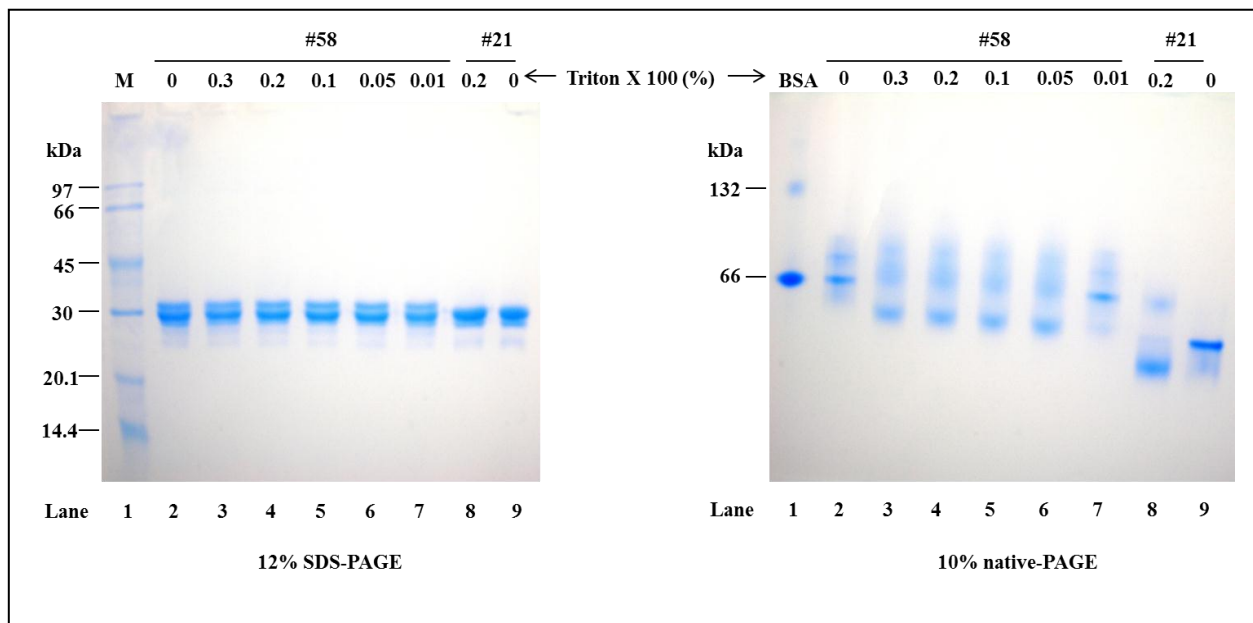 #58 #21 #58 #21
M 0 0.3 0.2 0.1 0.05 0.01 0.2 0 Triton X 100 (%) BSA 0 0.3 0.2 0.1 0.05 0.01 0.2 0
kDa kDa
97 132
66
45 66
30
20.1
14.4
Lane 1 2 3 4 5 6 7 8 9 Lane 1 2 3 4 5 6 7 8 9
12% SDS-PAGE 10% native-PAGE